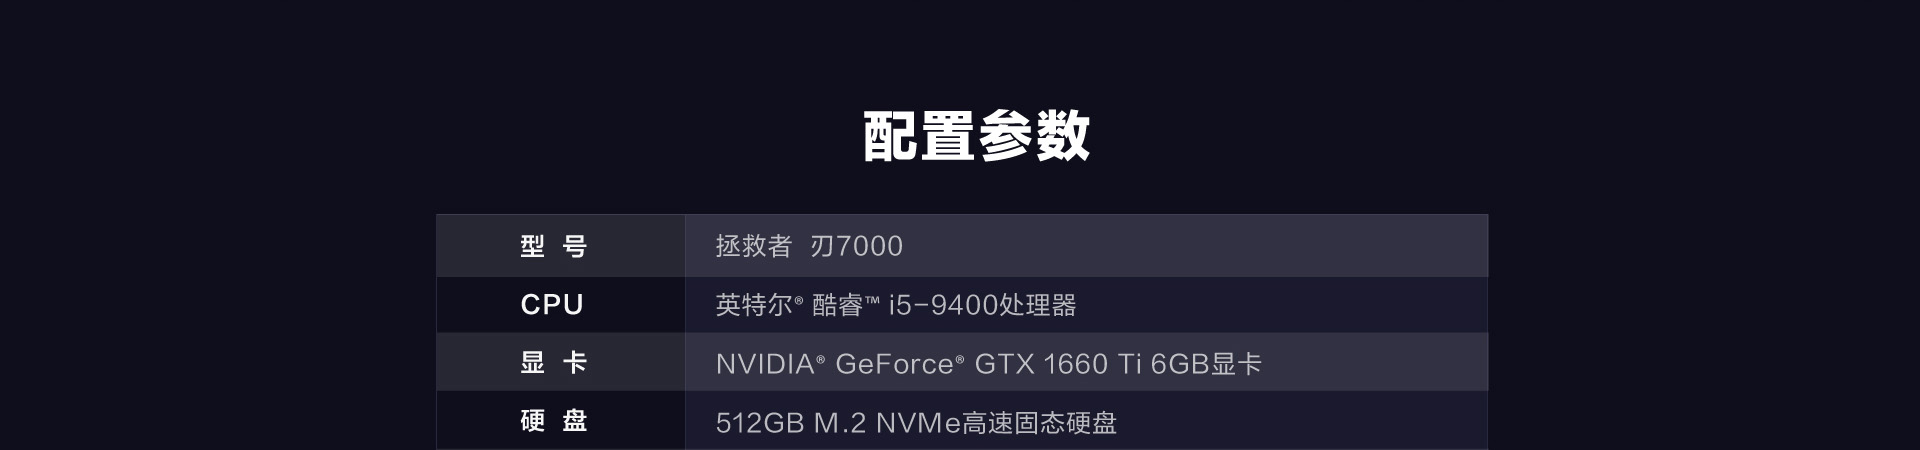 配置参数
型 号 拯救者 刃7000
CPU 英特尔® 酷睿™ i5-9400处理器
显 卡 NVIDIA® GeForce® GTX 1660 Ti 6GB显卡
硬 盘 512GB M.2 NVMe高速固态硬盘